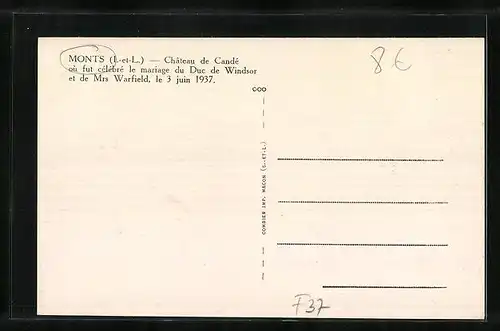 MONTS (I.-et-L.) — Château de Candé
où fut célébré le mariage du Duc de Windsor
et de Mrs Warfield, le 3 juin 1937.
8€
COMBIER IMP. MACON (S.-ET-L.)
F37